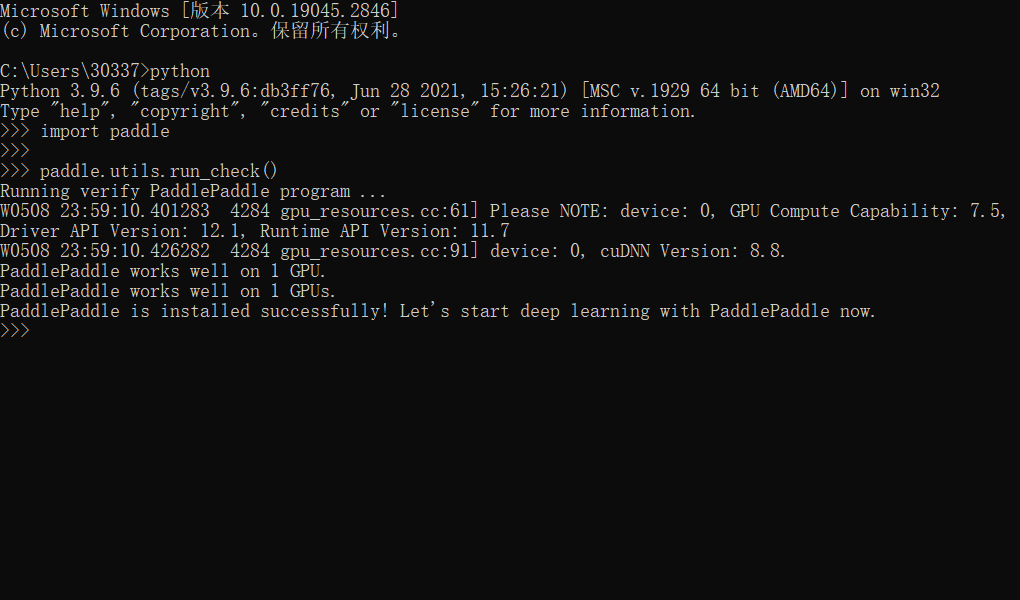 Microsoft Windows [版本 10.0.19045.2846]
(c) Microsoft Corporation。保留所有权利。
C:\Users\30337>python
Python 3.9.6 (tags/v3.9.6:db3ff76, Jun 28 2021, 15:26:21) [MSC v.1929 64 bit (AMD64)] on win32
Type "help", "copyright", "credits" or "license" for more information.
>>> import paddle
>>>
>>> paddle.utils.run_check()
Running verify PaddlePaddle program ...
W0508 23:59:10.401283  4284 gpu_resources.cc:61] Please NOTE: device: 0, GPU Compute Capability: 7.5,
Driver API Version: 12.1, Runtime API Version: 11.7
W0508 23:59:10.426282  4284 gpu_resources.cc:91] device: 0, cuDNN Version: 8.8.
PaddlePaddle works well on 1 GPU.
PaddlePaddle works well on 1 GPUs.
PaddlePaddle is installed successfully! Let's start deep learning with PaddlePaddle now.
>>>